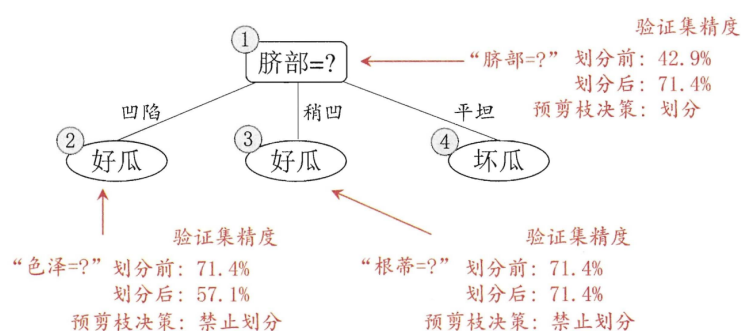 验证集精度
①
脐部=?
“脐部=?” 划分前: 42.9%
划分后: 71.4%
预剪枝决策: 划分
凹陷
稍凹
平坦
②
好瓜
③
好瓜
④
坏瓜
验证集精度
“色泽=?” 划分前: 71.4%
划分后: 57.1%
预剪枝决策: 禁止划分
验证集精度
“根蒂=?” 划分前: 71.4%
划分后: 71.4%
预剪枝决策: 禁止划分